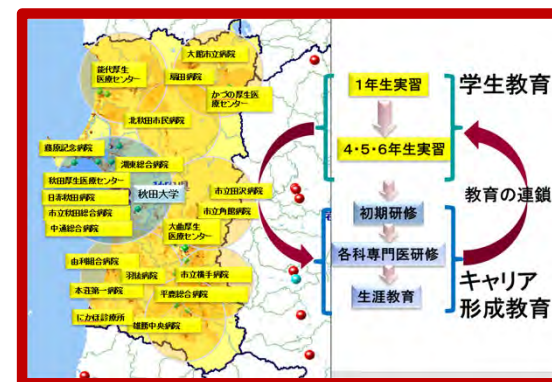 大館市立病院
能代厚生
医療センター
扇田病院
かづの厚生医
療センター
北秋田市民病院
藤原記念病院
湖東総合病院
秋田厚生医療センター
秋田大学
日赤秋田病院
市立秋田総合病院
中通総合病院
市立田沢病院
市立角館病院
大曲厚生
医療センター
由利組合病院
羽後病院
市立横手病院
本荘第一病院
平鹿総合病院
にかほ診療所
雄勝中央病院
1年生実習
4・5・6年生実習
学生教育
教育の連鎖
初期研修
各科専門医研修
生涯教育
キャリア
形成教育